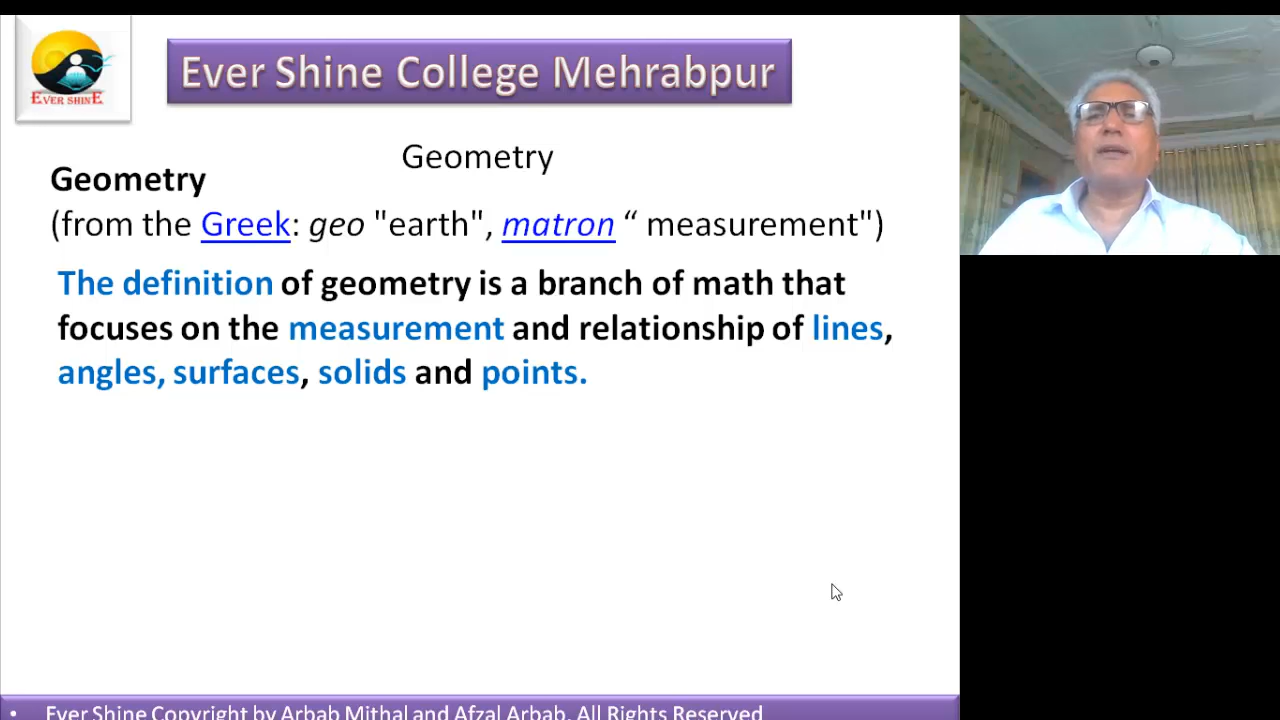 EVER SHINE
Ever Shine College Mehrabpur
Geometry
Geometry
(from the Greek: geo "earth", matron “ measurement")
The definition of geometry is a branch of math that
focuses on the measurement and relationship of lines,
angles, surfaces, solids and points.
• Ever Shine Copyright by Arbab Mithal and Afzal Arbab. All Rights Reserved